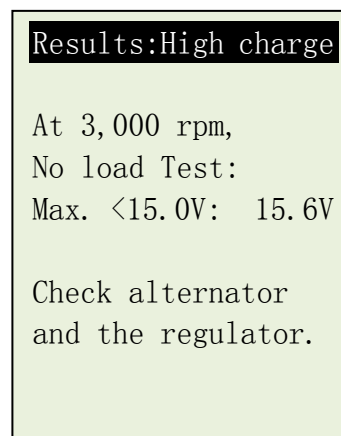 Results:High charge
At 3,000 rpm,
No load Test:
Max. <15.0V: 15.6V
Check alternator
and the regulator.